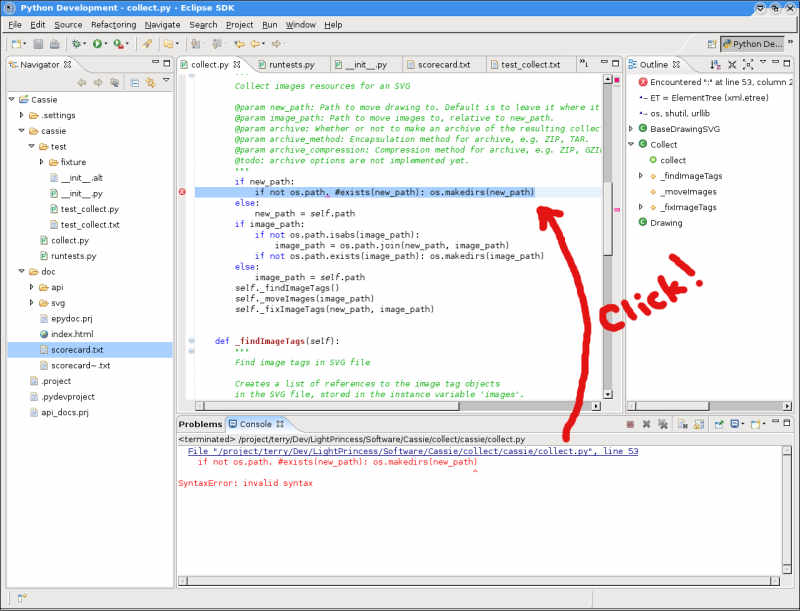 Python Development - collect.py - Eclipse SDK
File Edit Source Refactoring Navigate Search Project Run Window Help
Python De...
Navigator
Cassie
.settings
cassie
test
fixture
__init__.alt
__init__.py
test_collect.py
test_collect.txt
collect.py
runtests.py
doc
api
svg
epydoc.prj
index.html
scorecard.txt
scorecard~.txt
.project
.pydevproject
api_docs.prj
collect.py runtests.py __init__.py scorecard.txt test_collect.py
"""
Collect images resources for an SVG
@param new_path: Path to move drawing to. Default is to leave it where it
@param image_path: Path to move images to, relative to new_path.
@param archive: Whether or not to make an archive of the resulting collec
@param archive_method: Encapsulation method for archive, e.g. ZIP, TAR.
@param archive_compression: Compression method for archive, e.g. ZIP, GZI
@todo: archive options are not implemented yet.
"""
if new_path:
if not os.path, #exists(new_path): os.makedirs(new_path)
else:
new_path = self.path
if image_path:
if not os.path.isabs(image_path):
image_path = os.path.join(new_path, image_path)
if not os.path.exists(image_path): os.makedirs(image_path)
else:
image_path = self.path
self._findImageTags()
self._moveImages(image_path)
self._fixImageTags(new_path, image_path)
def _findImageTags(self):
"""
Find image tags in SVG file
Creates a list of references to the image tag objects
in the SVG file, stored in the instance variable 'images'.
Outline
Encountered ":" at line 53, column 2
ET = ElementTree (xml.etree)
os, shutil, urllib
BaseDrawingSVG
Collect
collect
_findImageTags
_moveImages
_fixImageTags
Drawing
Click!
Problems Console
<terminated> /project/terry/Dev/LightPrincess/Software/Cassie/collect/cassie/collect.py
File "/project/terry/Dev/LightPrincess/Software/Cassie/collect/cassie/collect.py", line 53
if not os.path, #exists(new_path): os.makedirs(new_path)
^
SyntaxError: invalid syntax